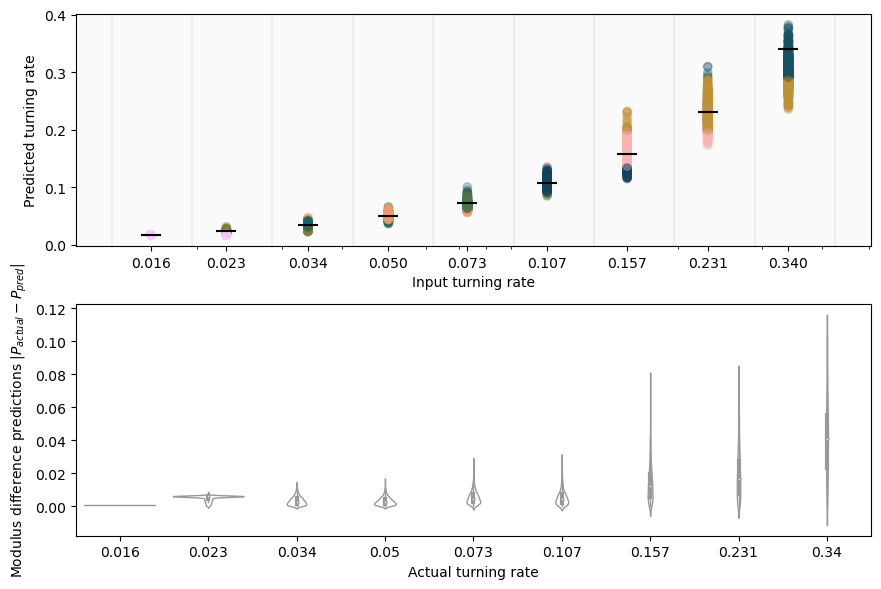 Predicted turning rate
0.4
0.3
0.2
0.1
0.0
0.016 0.023 0.034 0.050 0.073 0.107 0.157 0.231 0.340
Input turning rate
Modulus difference predictions |P_actual − P_pred|
0.12
0.10
0.08
0.06
0.04
0.02
0.00
0.016 0.023 0.034 0.05 0.073 0.107 0.157 0.231 0.34
Actual turning rate